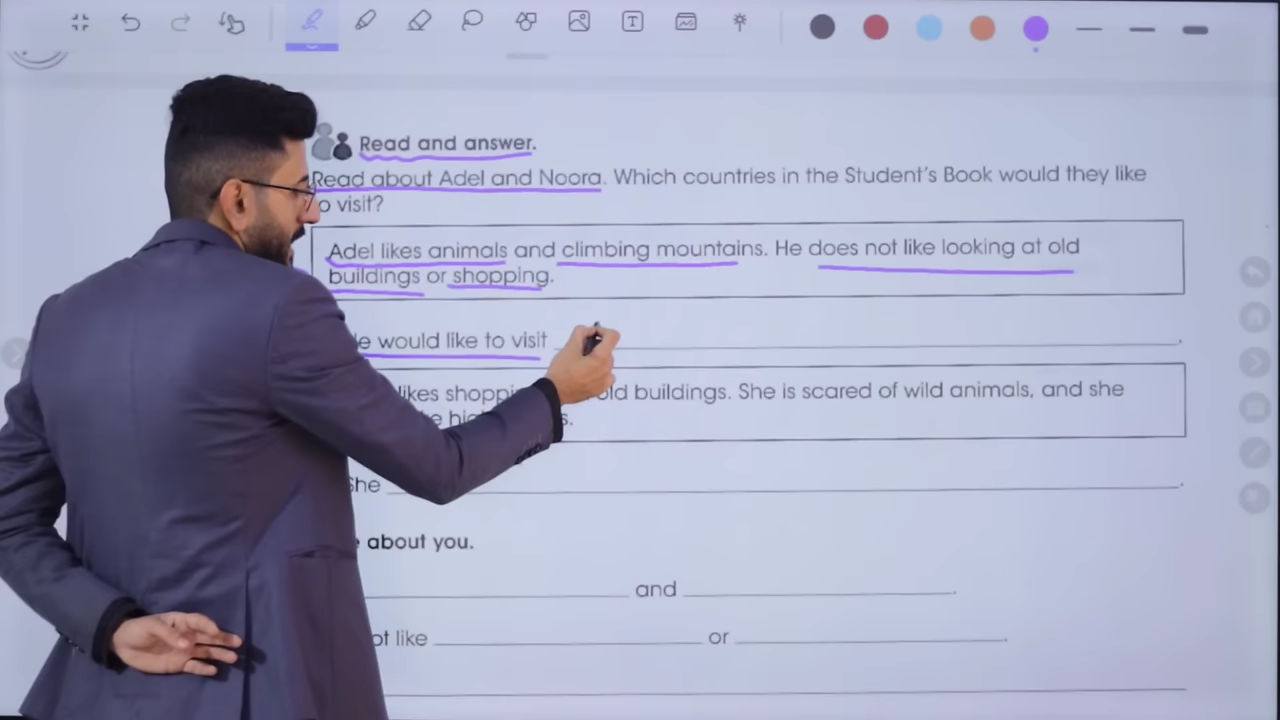 Read and answer.
Read about Adel and Noora. Which countries in the Student's Book would they like
o visit?
Adel likes animals and climbing mountains. He does not like looking at old
buildings or shopping.
e would like to visit
likes shoppi old buildings. She is scared of wild animals, and she
e hig s.
She
about you.
and
ot like or